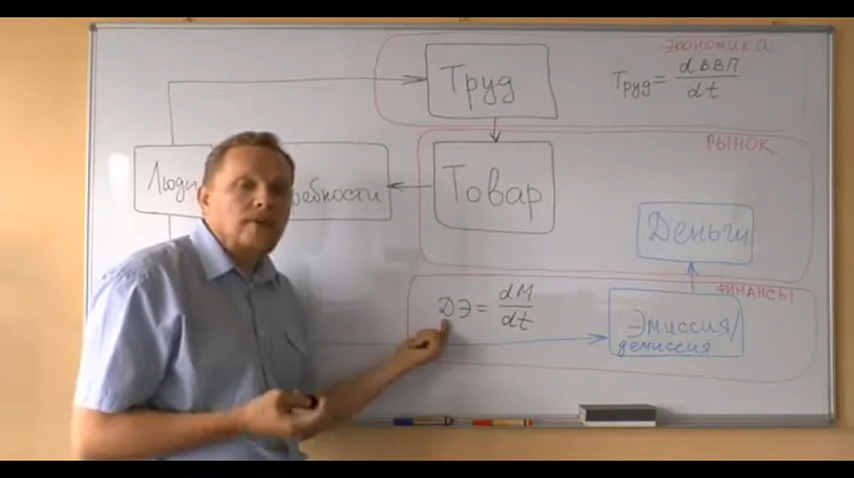 Экономика
Труд
Труд = dВВП/dt
Рынок
Люди
Товар
Деньги
Финансы
ДЭ = dM/dt
Эмиссия/
демиссия